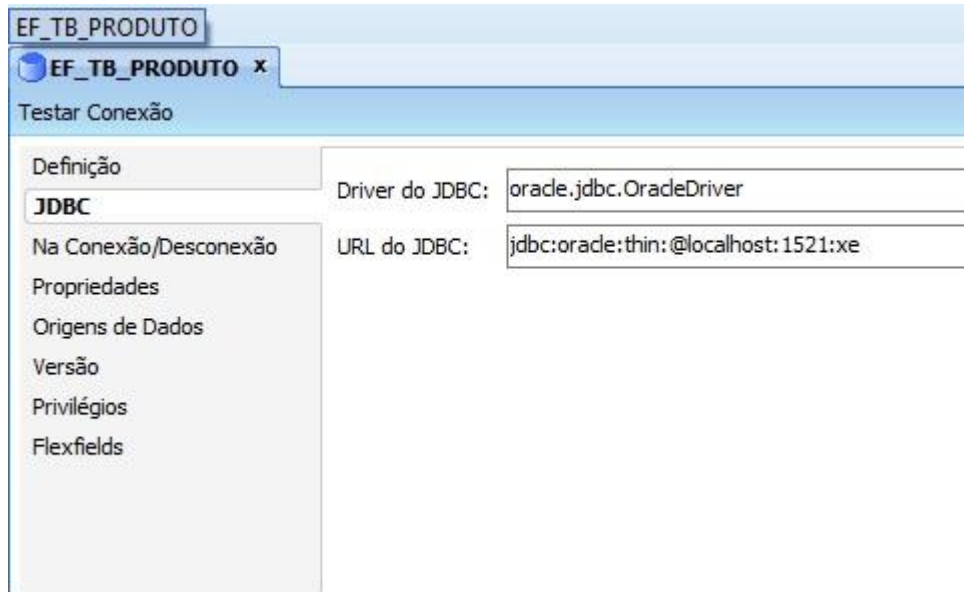 EF_TB_PRODUTO
EF_TB_PRODUTO x
Testar Conexão
Definição
JDBC
Na Conexão/Desconexão
Propriedades
Origens de Dados
Versão
Privilégios
Flexfields
Driver do JDBC: oracle.jdbc.OracleDriver
URL do JDBC: jdbc:oracle:thin:@localhost:1521:xe